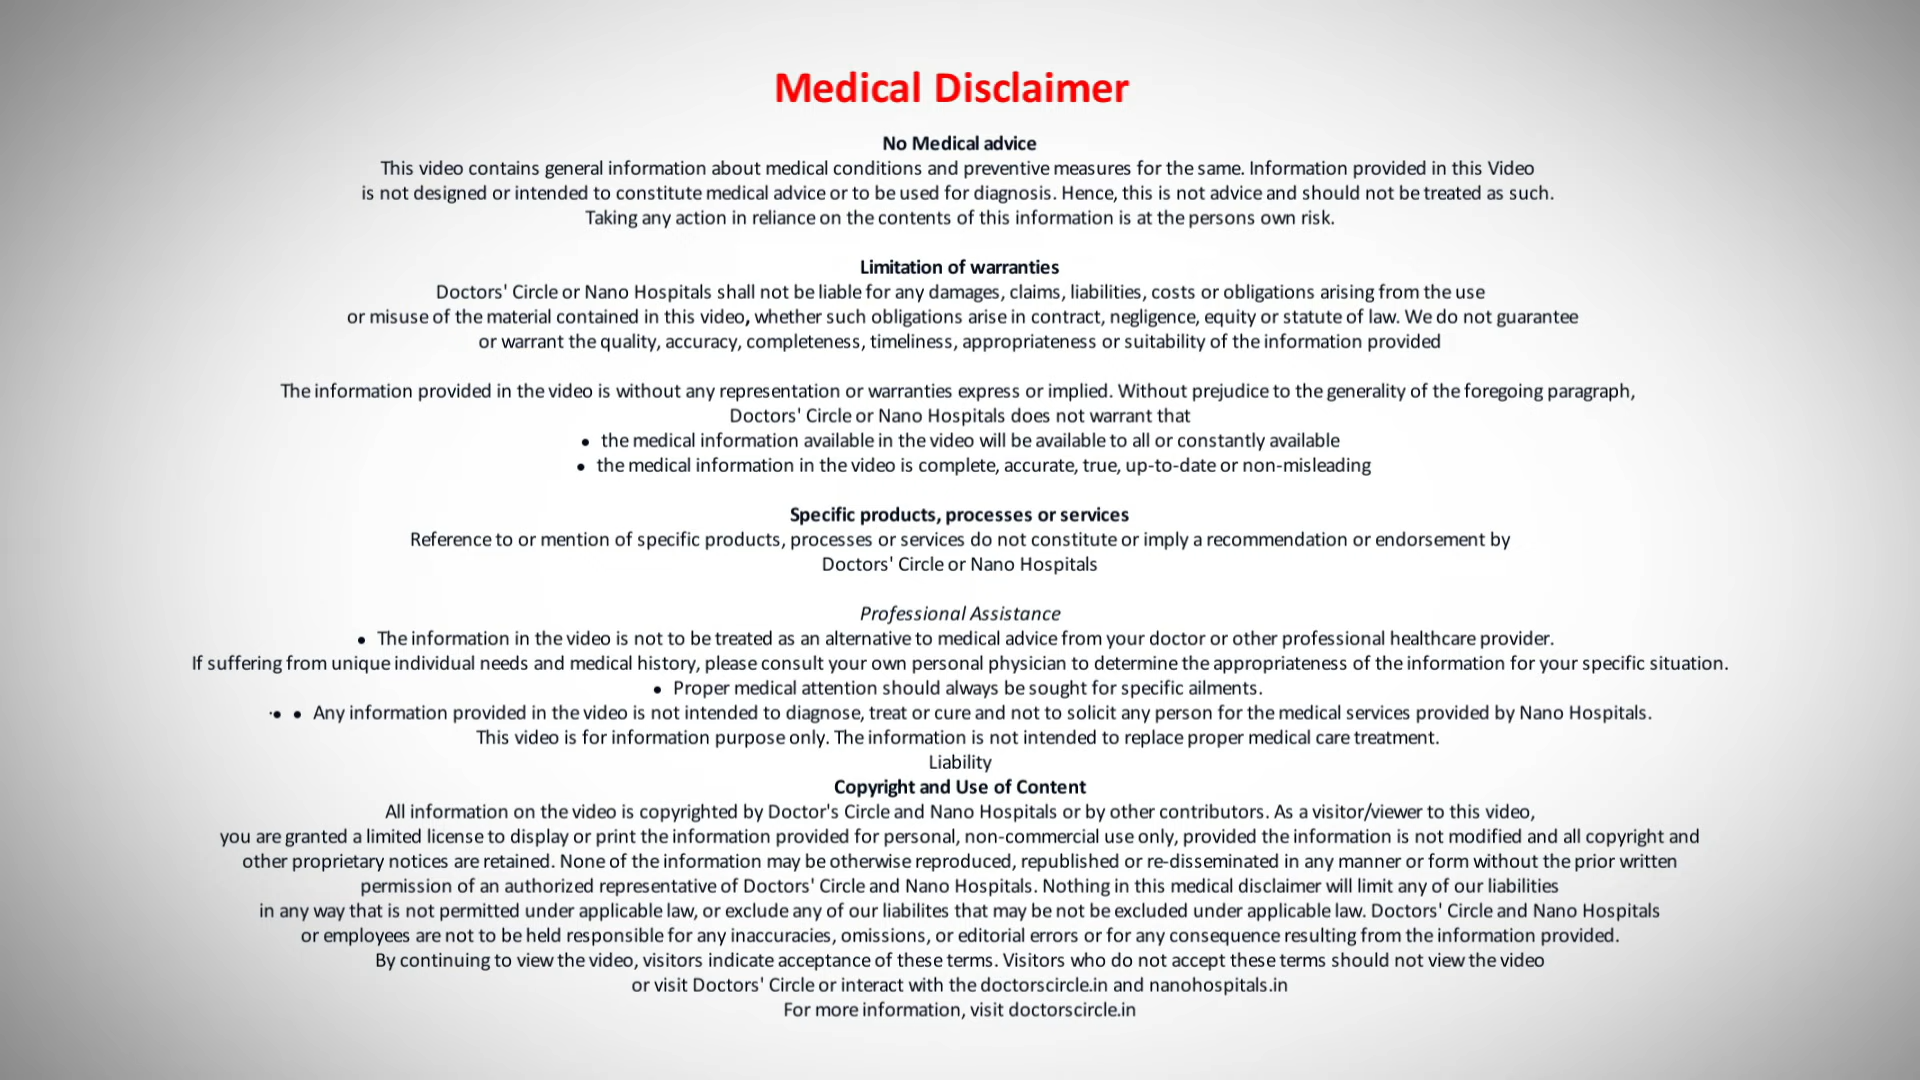 Medical Disclaimer
No Medical advice
This video contains general information about medical conditions and preventive measures for the same. Information provided in this Video
is not designed or intended to constitute medical advice or to be used for diagnosis. Hence, this is not advice and should not be treated as such.
Taking any action in reliance on the contents of this information is at the persons own risk.
Limitation of warranties
Doctors' Circle or Nano Hospitals shall not be liable for any damages, claims, liabilities, costs or obligations arising from the use
or misuse of the material contained in this video, whether such obligations arise in contract, negligence, equity or statute of law. We do not guarantee
or warrant the quality, accuracy, completeness, timeliness, appropriateness or suitability of the information provided
The information provided in the video is without any representation or warranties express or implied. Without prejudice to the generality of the foregoing paragraph,
Doctors' Circle or Nano Hospitals does not warrant that
• the medical information available in the video will be available to all or constantly available
• the medical information in the video is complete, accurate, true, up-to-date or non-misleading
Specific products, processes or services
Reference to or mention of specific products, processes or services do not constitute or imply a recommendation or endorsement by
Doctors' Circle or Nano Hospitals
Professional Assistance
• The information in the video is not to be treated as an alternative to medical advice from your doctor or other professional healthcare provider.
If suffering from unique individual needs and medical history, please consult your own personal physician to determine the appropriateness of the information for your specific situation.
• Proper medical attention should always be sought for specific ailments.
·• • Any information provided in the video is not intended to diagnose, treat or cure and not to solicit any person for the medical services provided by Nano Hospitals.
This video is for information purpose only. The information is not intended to replace proper medical care treatment.
Liability
Copyright and Use of Content
All information on the video is copyrighted by Doctor's Circle and Nano Hospitals or by other contributors. As a visitor/viewer to this video,
you are granted a limited license to display or print the information provided for personal, non-commercial use only, provided the information is not modified and all copyright and
other proprietary notices are retained. None of the information may be otherwise reproduced, republished or re-disseminated in any manner or form without the prior written
permission of an authorized representative of Doctors' Circle and Nano Hospitals. Nothing in this medical disclaimer will limit any of our liabilities
in any way that is not permitted under applicable law, or exclude any of our liabilites that may be not be excluded under applicable law. Doctors' Circle and Nano Hospitals
or employees are not to be held responsible for any inaccuracies, omissions, or editorial errors or for any consequence resulting from the information provided.
By continuing to view the video, visitors indicate acceptance of these terms. Visitors who do not accept these terms should not view the video
or visit Doctors' Circle or interact with the doctorscircle.in and nanohospitals.in
For more information, visit doctorscircle.in